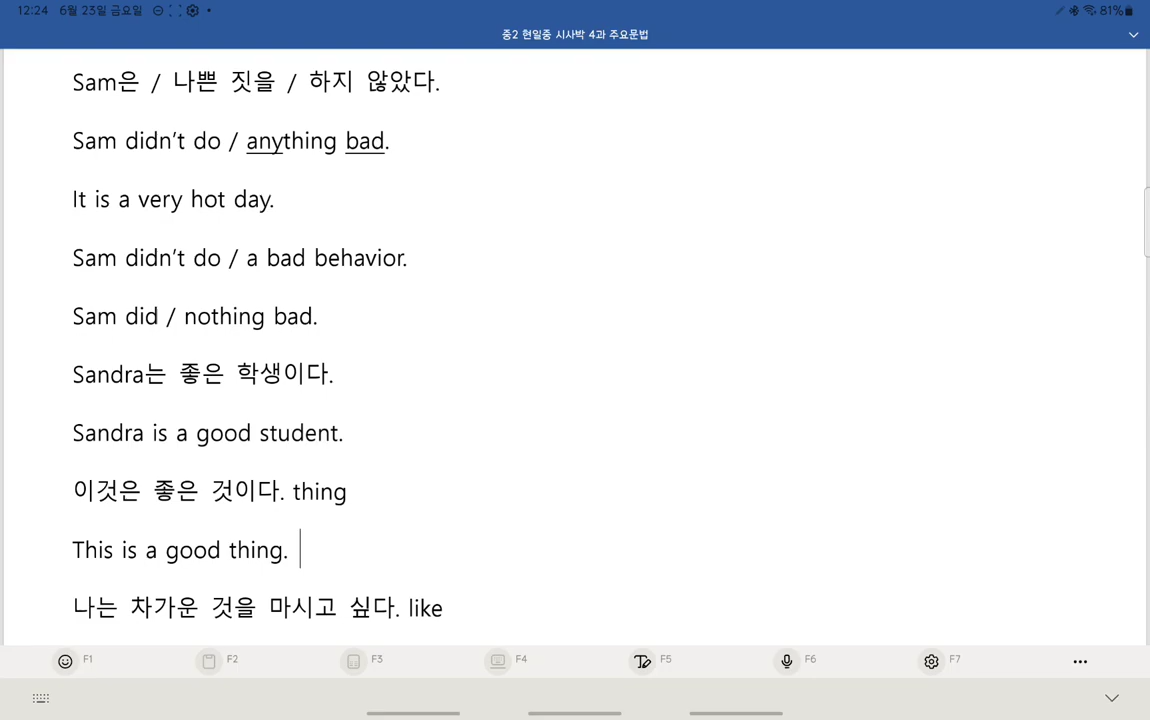 12:24 6월 23일 금요일
81%
중2 현일중 시사박 4과 주요문법
Sam은 / 나쁜 짓을 / 하지 않았다.
Sam didn't do / anything bad.
It is a very hot day.
Sam didn't do / a bad behavior.
Sam did / nothing bad.
Sandra는 좋은 학생이다.
Sandra is a good student.
이것은 좋은 것이다. thing
This is a good thing.
나는 차가운 것을 마시고 싶다. like
F1 F2 F3 F4 F5 F6 F7